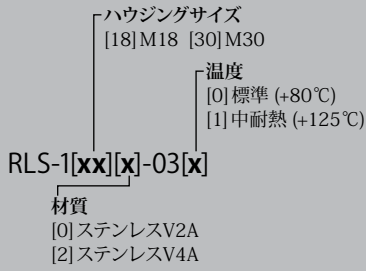 ハウジングサイズ
[18]M18 [30]M30
温度
[0]標準 (+80℃)
[1]中耐熱 (+125℃)
RLS-1[xx][x]-03[x]
材質
[0]ステンレスV2A
[2]ステンレスV4A